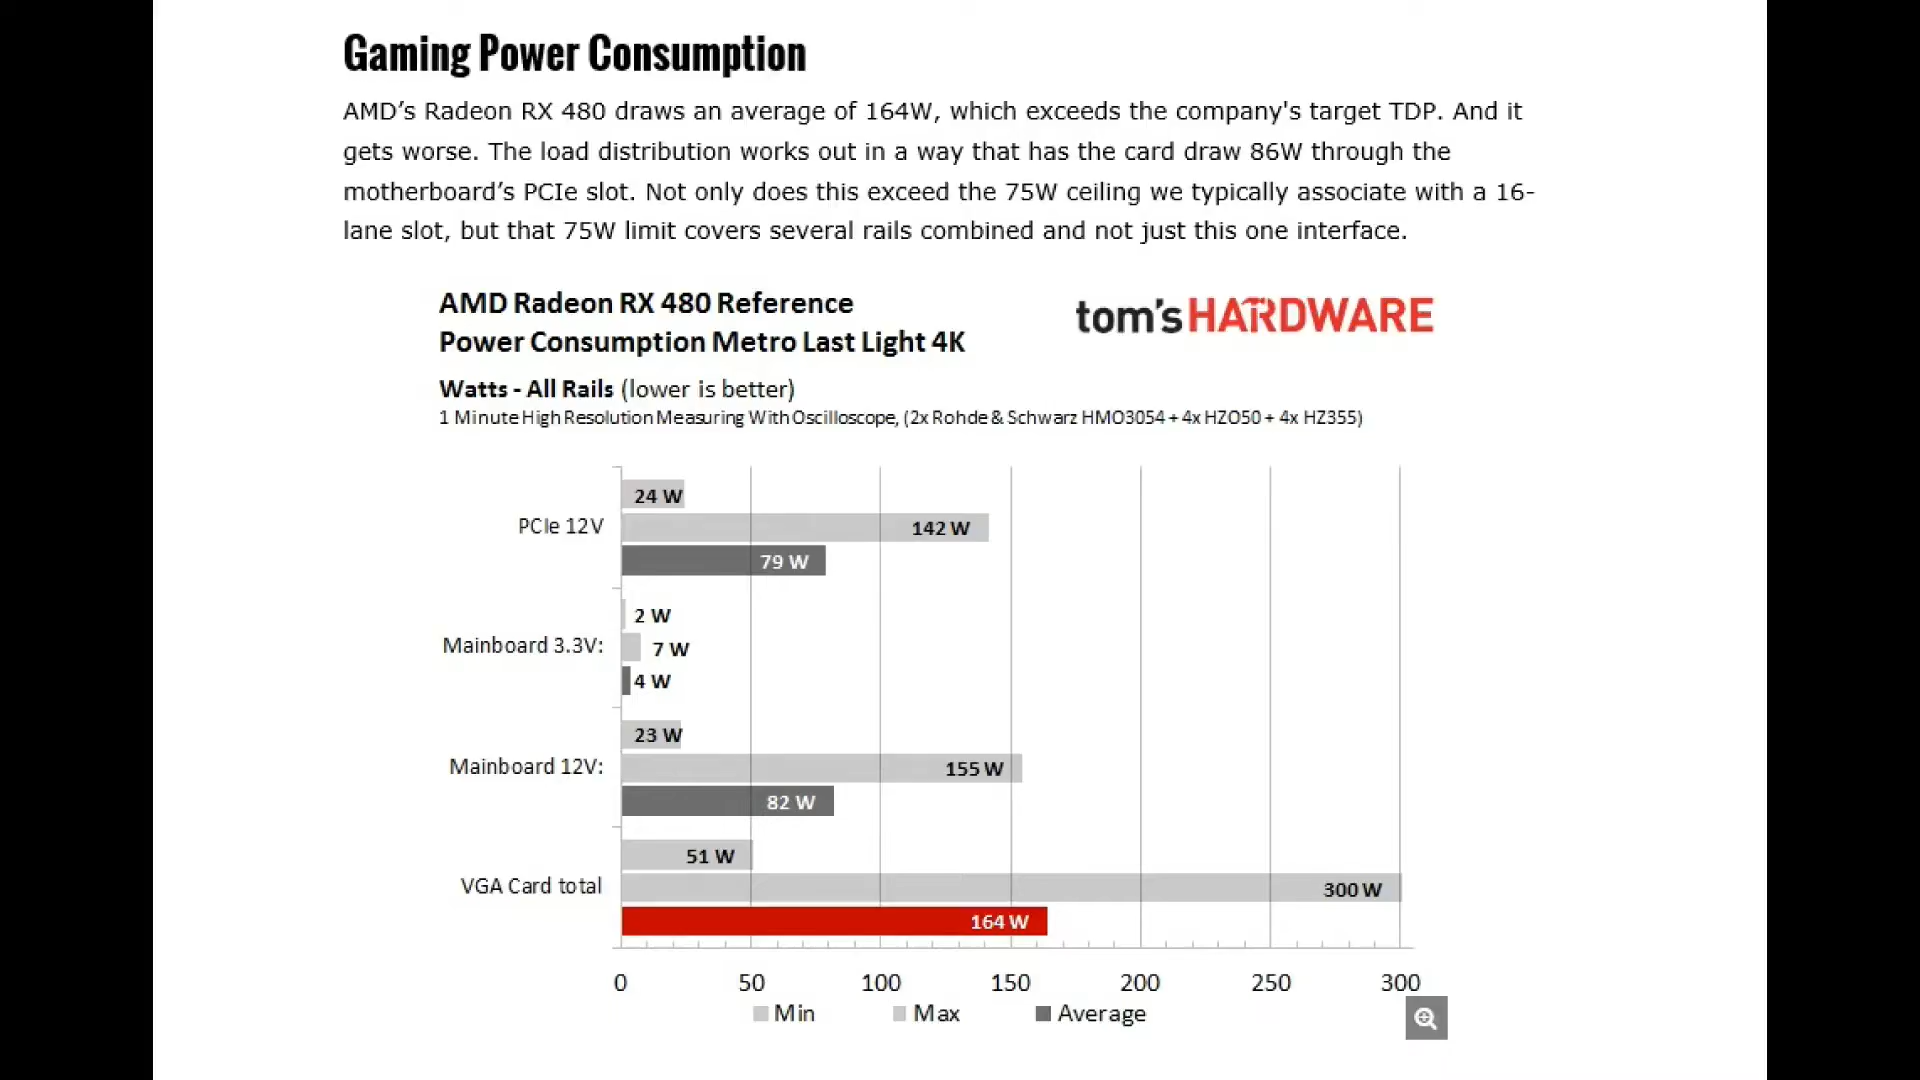 Gaming Power Consumption
AMD’s Radeon RX 480 draws an average of 164W, which exceeds the company's target TDP. And it
gets worse. The load distribution works out in a way that has the card draw 86W through the
motherboard’s PCIe slot. Not only does this exceed the 75W ceiling we typically associate with a 16-
lane slot, but that 75W limit covers several rails combined and not just this one interface.
AMD Radeon RX 480 Reference
Power Consumption Metro Last Light 4K
tom's HARDWARE
Watts - All Rails (lower is better)
1 Minute High Resolution Measuring With Oscilloscope, (2x Rohde & Schwarz HMO3054 + 4x HZO50 + 4x HZ355)
PCIe 12V
24 W
142 W
79 W
Mainboard 3.3V:
2 W
7 W
4 W
Mainboard 12V:
23 W
155 W
82 W
VGA Card total
51 W
300 W
164 W
0 50 100 150 200 250 300
Min Max Average